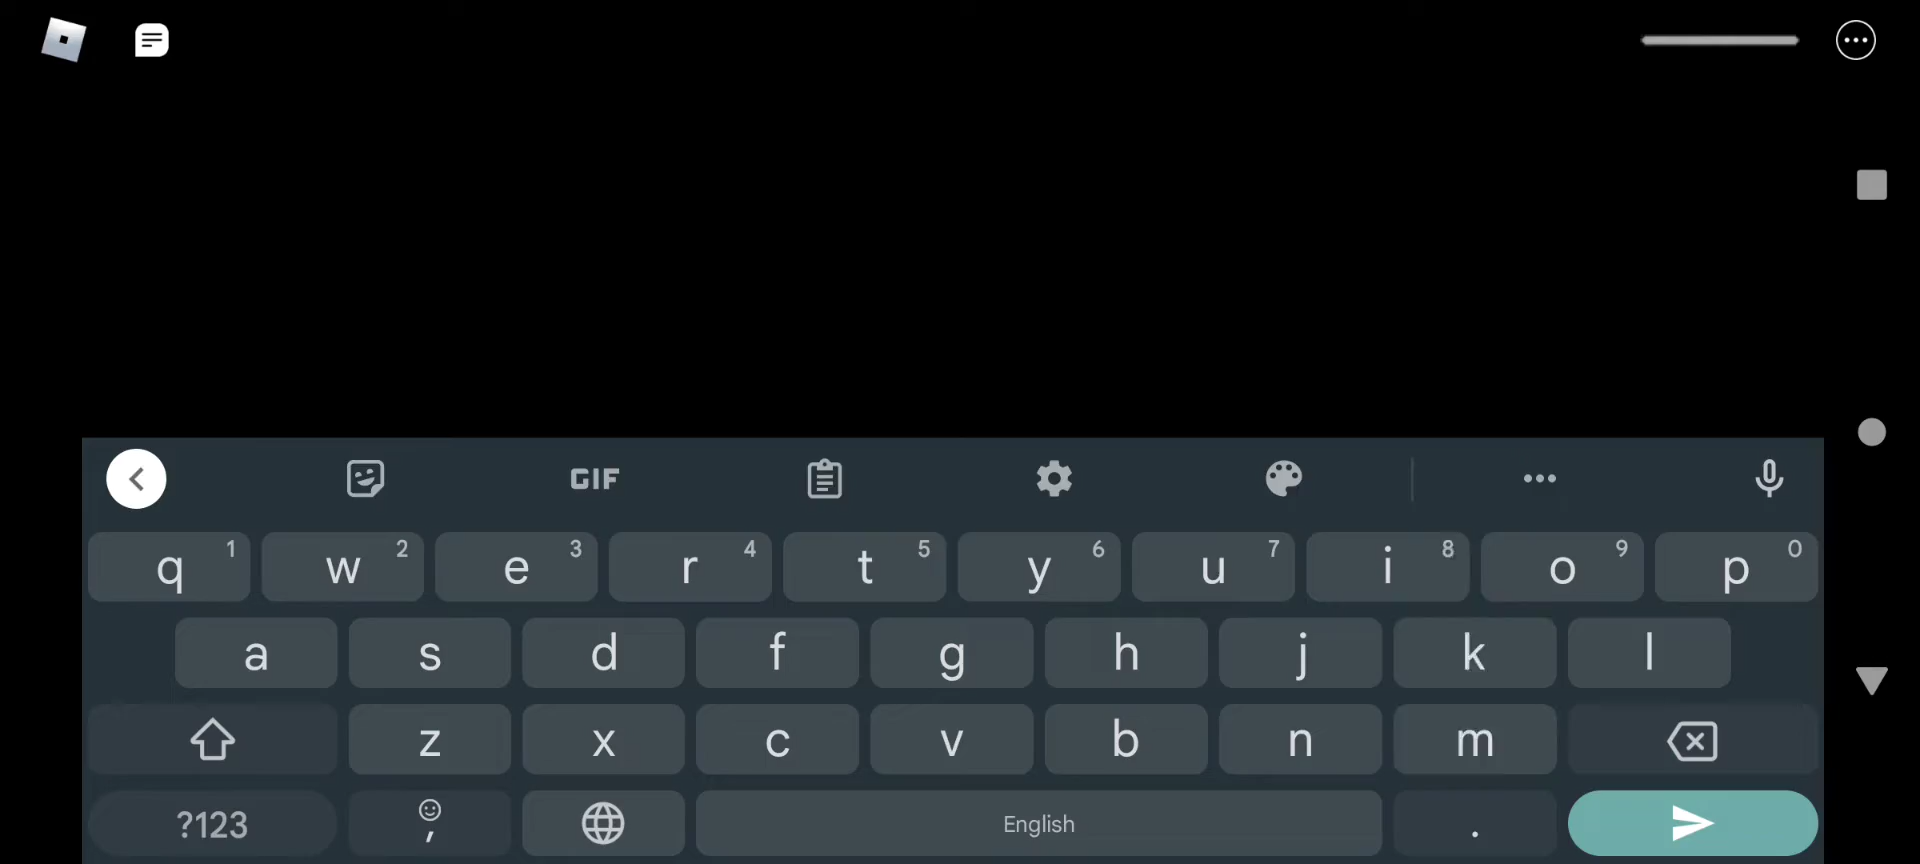 GIF
q 1 w 2 e 3 r 4 t 5 y 6 u 7 i 8 o 9 p 0
a s d f g h j k l
z x c v b n m
?123 , English .